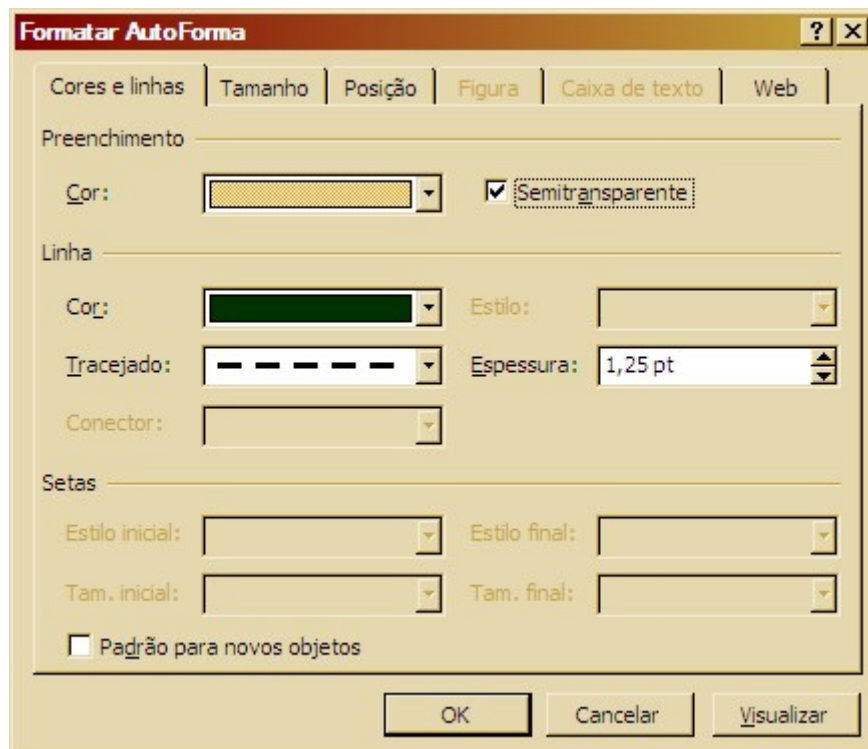 Formatar AutoForma
Cores e linhas Tamanho Posição Figura Caixa de texto Web
Preenchimento
Cor: Semitransparente
Linha
Cor: Estilo:
Tracejado: Espessura: 1,25 pt
Conector:
Setas
Estilo inicial: Estilo final:
Tam. inicial: Tam. final:
Padrão para novos objetos
OK Cancelar Visualizar